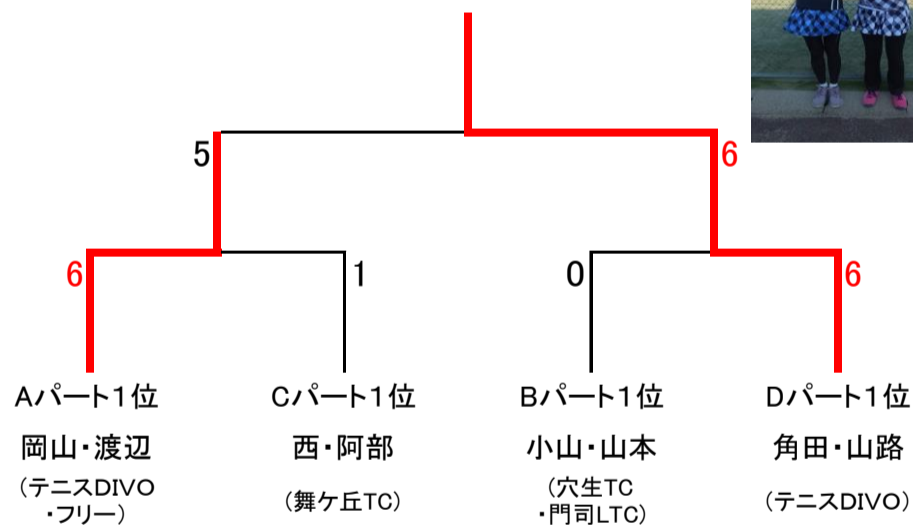 5 6
6 1 0 6
Aパート1位 Cパート1位 Bパート1位 Dパート1位
岡山・渡辺 西・阿部 小山・山本 角田・山路
(テニスDIVO
・フリー) (舞ケ丘TC) (穴生TC
・門司LTC) (テニスDIVO)